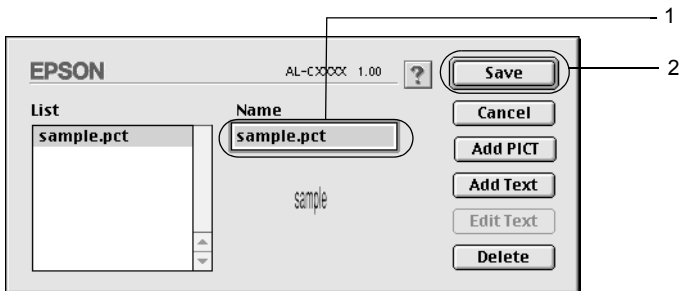 1
EPSON
AL-CXXXX 1.00
?
Save
2
List
Name
Cancel
sample.pct
sample.pct
Add PICT
sample
Add Text
Edit Text
Delete